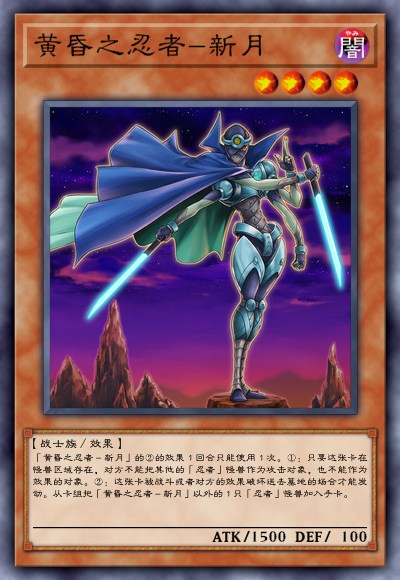 黄昏之忍者-新月
やみ
闇
【战士族/效果】
「黄昏之忍者-新月」的②的效果1回合只能使用1次。①:只要这张卡在
怪兽区域存在,对方不能把其他的「忍者」怪兽作为攻击对象,也不能作为
效果的对象。②:这张卡被战斗或者对方的效果破坏送去墓地的场合才能发
动。从卡组把「黄昏之忍者-新月」以外的1只「忍者」怪兽加入手卡。
ATK/1500 DEF/ 100